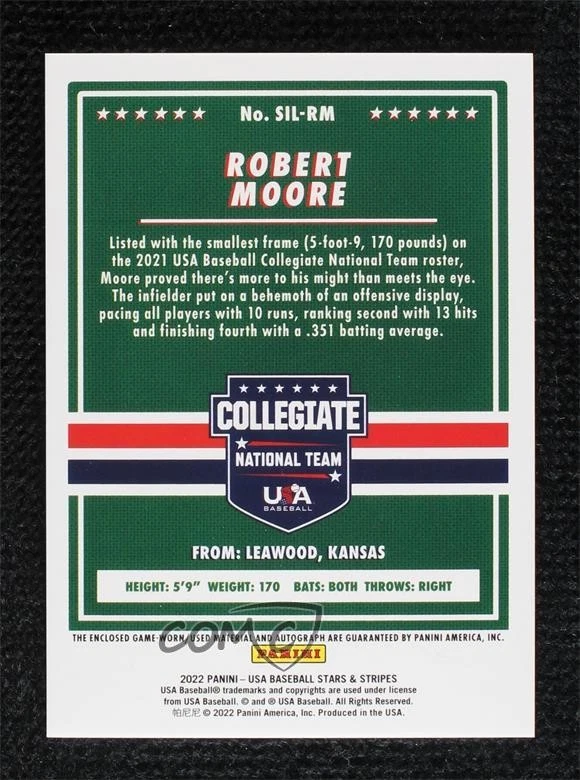 No. SIL-RM
ROBERT
MOORE
Listed with the smallest frame (5-foot-9, 170 pounds) on
the 2021 USA Baseball Collegiate National Team roster,
Moore proved there's more to his might than meets the eye.
The infielder put on a behemoth of an offensive display,
pacing all players with 10 runs, ranking second with 13 hits
and finishing fourth with a .351 batting average.
COLLEGIATE
NATIONAL TEAM
USA
BASEBALL
FROM: LEAWOOD, KANSAS
HEIGHT: 5'9" WEIGHT: 170 BATS: BOTH THROWS: RIGHT
COMC
THE ENCLOSED GAME-WORN, USED MATERIAL AND AUTOGRAPH ARE GUARANTEED BY PANINI AMERICA, INC.
PANINI
2022 PANINI – USA BASEBALL STARS & STRIPES
USA Baseball® trademarks and copyrights are used under license
from USA Baseball. © and ® USA Baseball. All Rights Reserved.
帕尼尼 © 2022 Panini America, Inc. Produced in the USA.